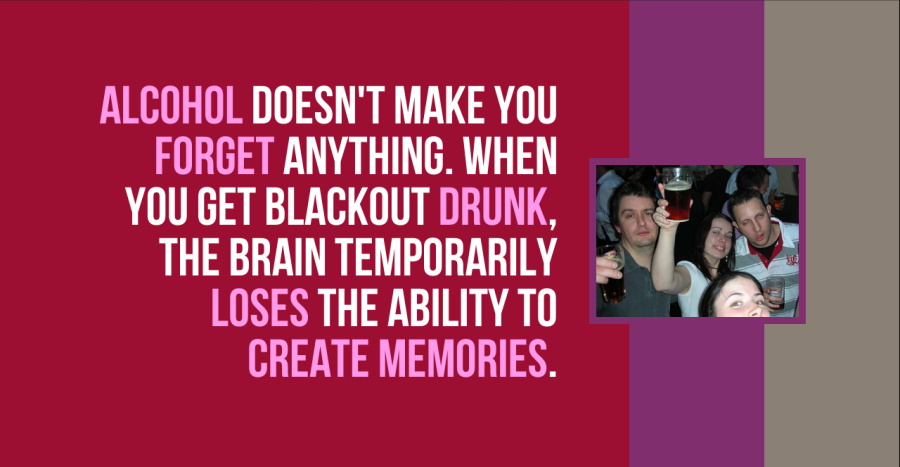 ALCOHOL DOESN'T MAKE YOU
FORGET ANYTHING. WHEN
YOU GET BLACKOUT DRUNK,
THE BRAIN TEMPORARILY
LOSES THE ABILITY TO
CREATE MEMORIES.